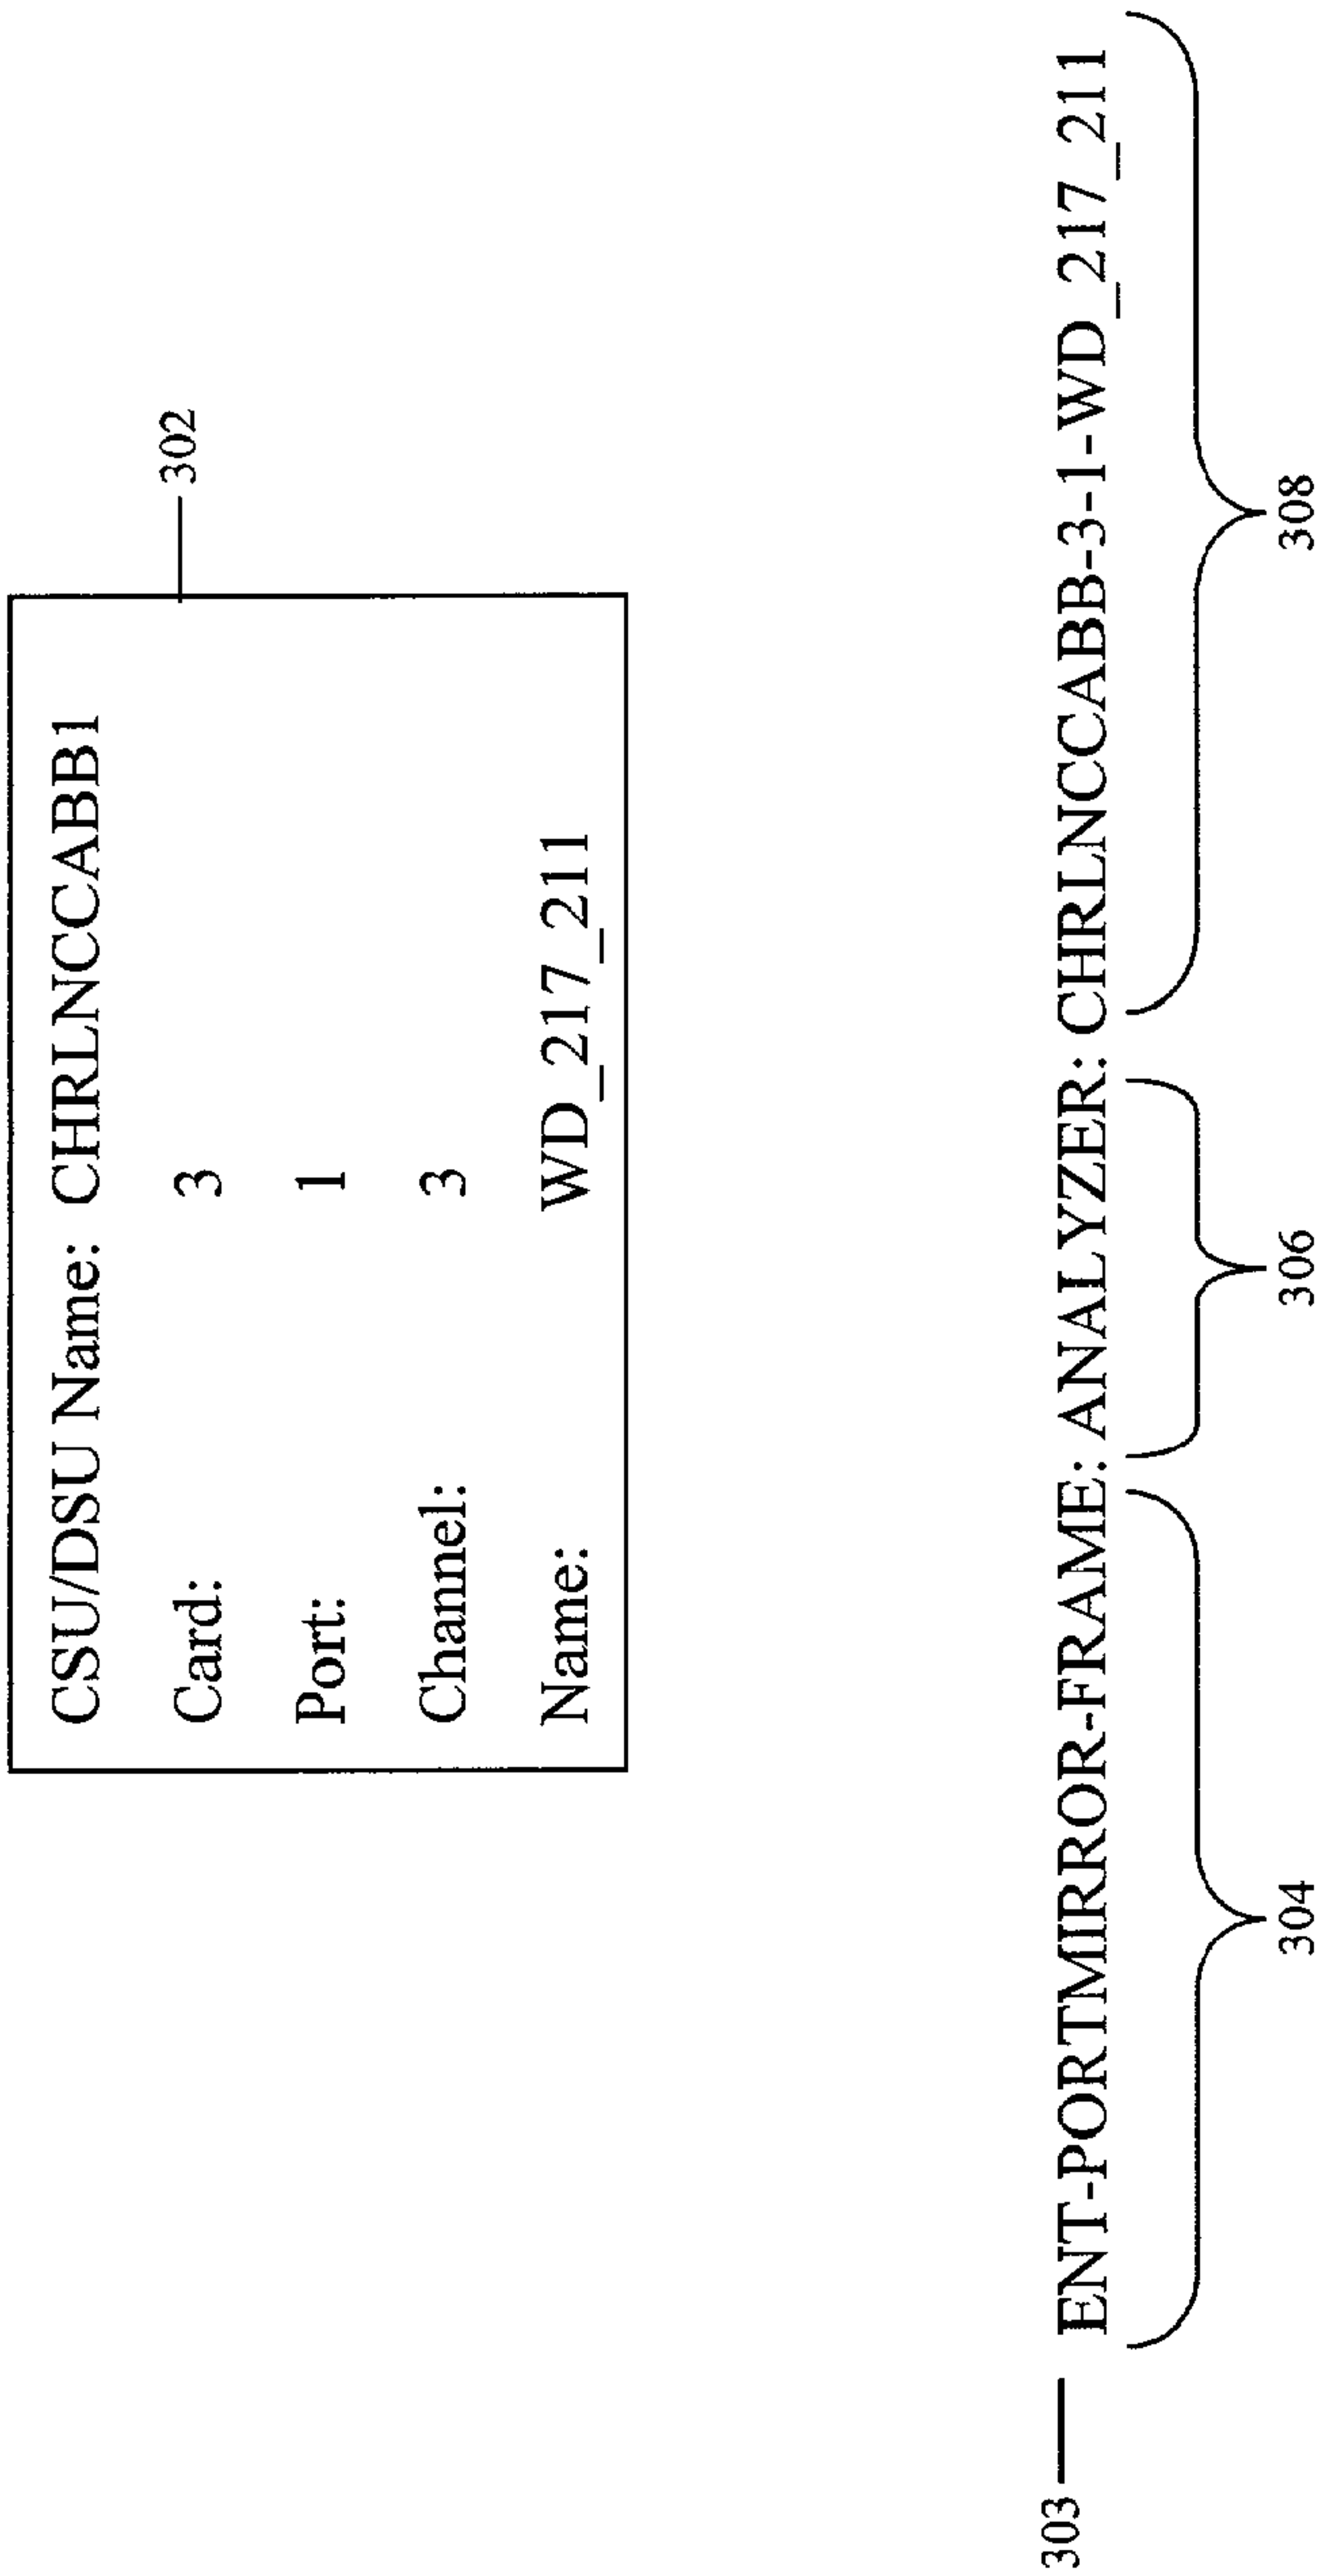 CSU/DSU Name: CHRLNCCABB1
Card: 3
Port: 1
Channel: 3
Name: WD_217_211
302
303
ENT-PORTMIRROR-FRAME: ANALYZER: CHRLNCCABB-3-1-WD_217_211
304 306 308